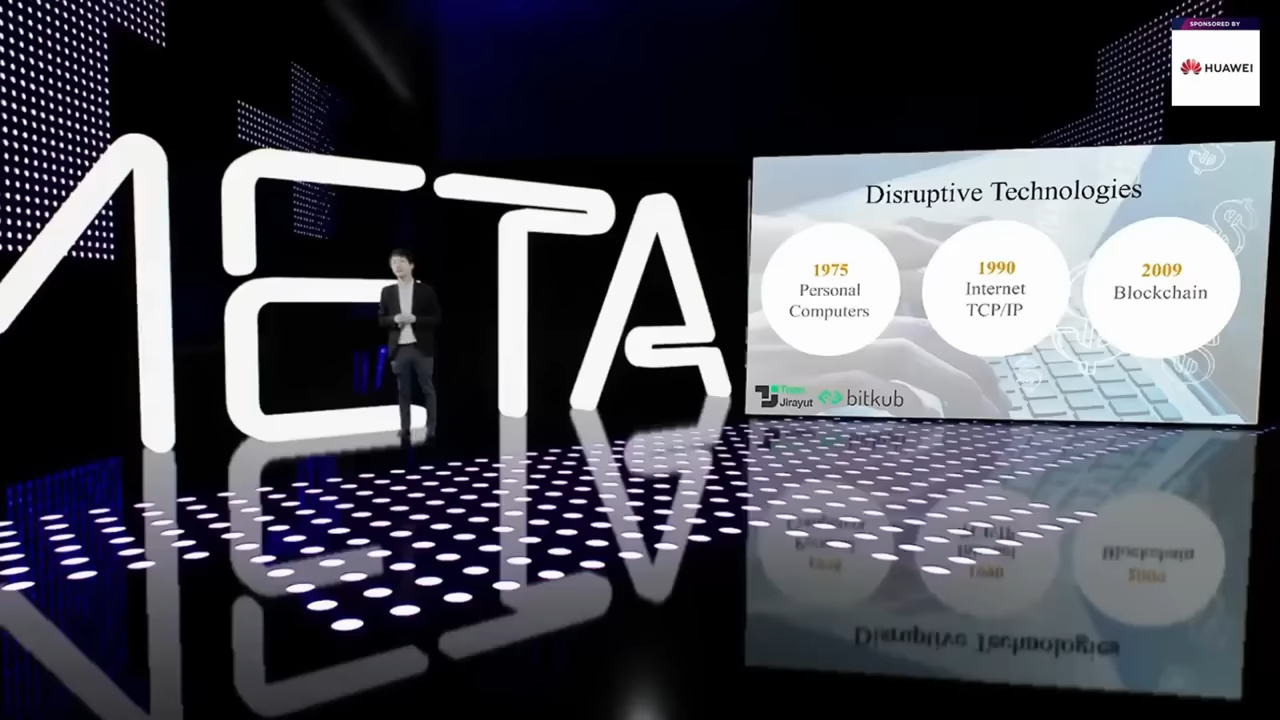 SPONSORED BY
HUAWEI
META
Disruptive Technologies
1975
Personal
Computers
1990
Internet
TCP/IP
2009
Blockchain
Jirayut
bitkub